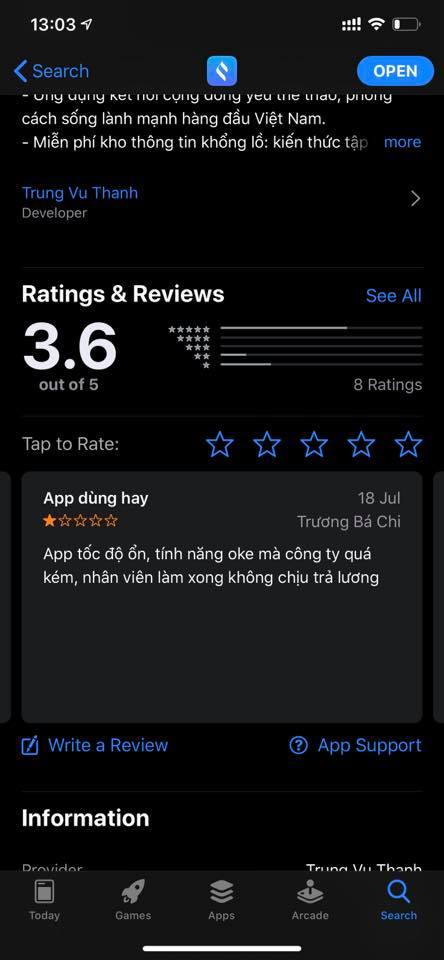 13:03
Search
OPEN
- Ứng dụng kết nối cộng đồng yêu thể thao, phong
cách sống lành mạnh hàng đầu Việt Nam.
- Miễn phí kho thông tin khổng lồ: kiến thức tập more
Trung Vu Thanh
Developer
Ratings & Reviews
See All
3.6
out of 5
8 Ratings
Tap to Rate:
App dùng hay
18 Jul
Trương Bá Chi
App tốc độ ổn, tính năng oke mà công ty quá
kém, nhân viên làm xong không chịu trả lương
Write a Review
App Support
Information
Provider
Trung Vu Thanh
Today
Games
Apps
Arcade
Search